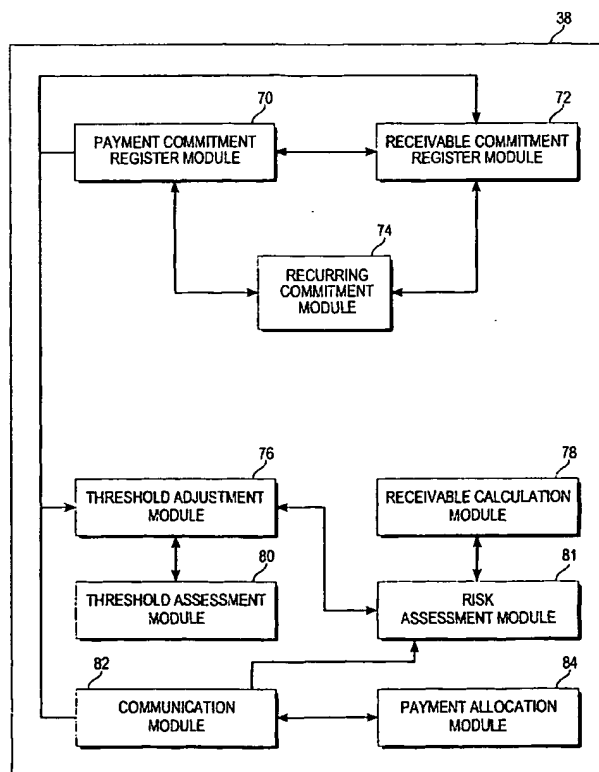 38
70
PAYMENT COMMITMENT
REGISTER MODULE
72
RECEIVABLE COMMITMENT
REGISTER MODULE
74
RECURRING
COMMITMENT
MODULE
76
THRESHOLD ADJUSTMENT
MODULE
78
RECEIVABLE CALCULATION
MODULE
80
THRESHOLD ASSESSMENT
MODULE
81
RISK
ASSESSMENT MODULE
82
COMMUNICATION
MODULE
84
PAYMENT ALLOCATION
MODULE